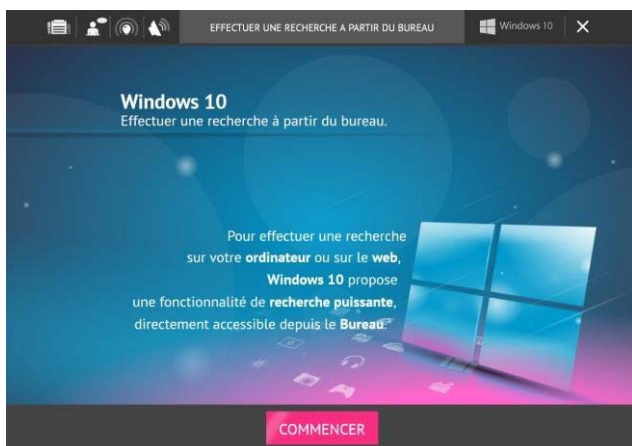 EFFECTUER UNE RECHERCHE A PARTIR DU BUREAU
Windows 10
Windows 10
Effectuer une recherche à partir du bureau.
Pour effectuer une recherche
sur votre ordinateur ou sur le web,
Windows 10 propose
une fonctionnalité de recherche puissante,
directement accessible depuis le Bureau.
COMMENCER